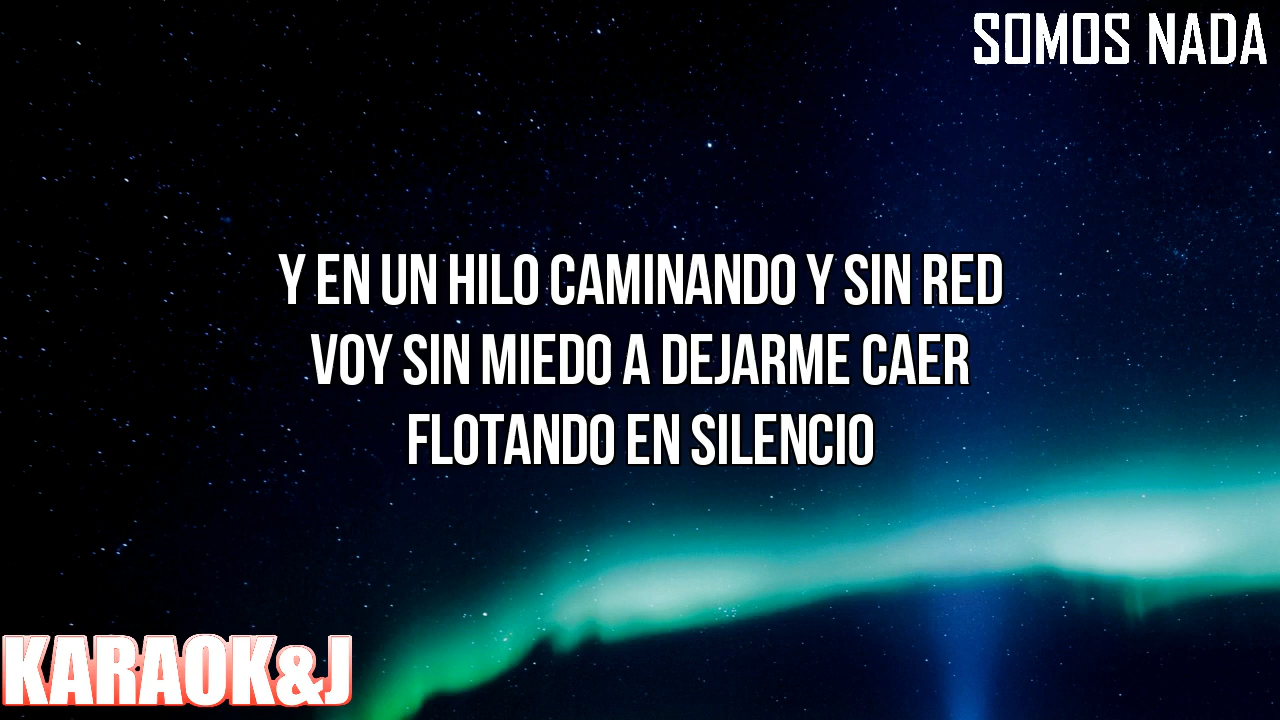 SOMOS NADA
Y EN UN HILO CAMINANDO Y SIN RED
VOY SIN MIEDO A DEJARME CAER
FLOTANDO EN SILENCIO
KARAOK&J